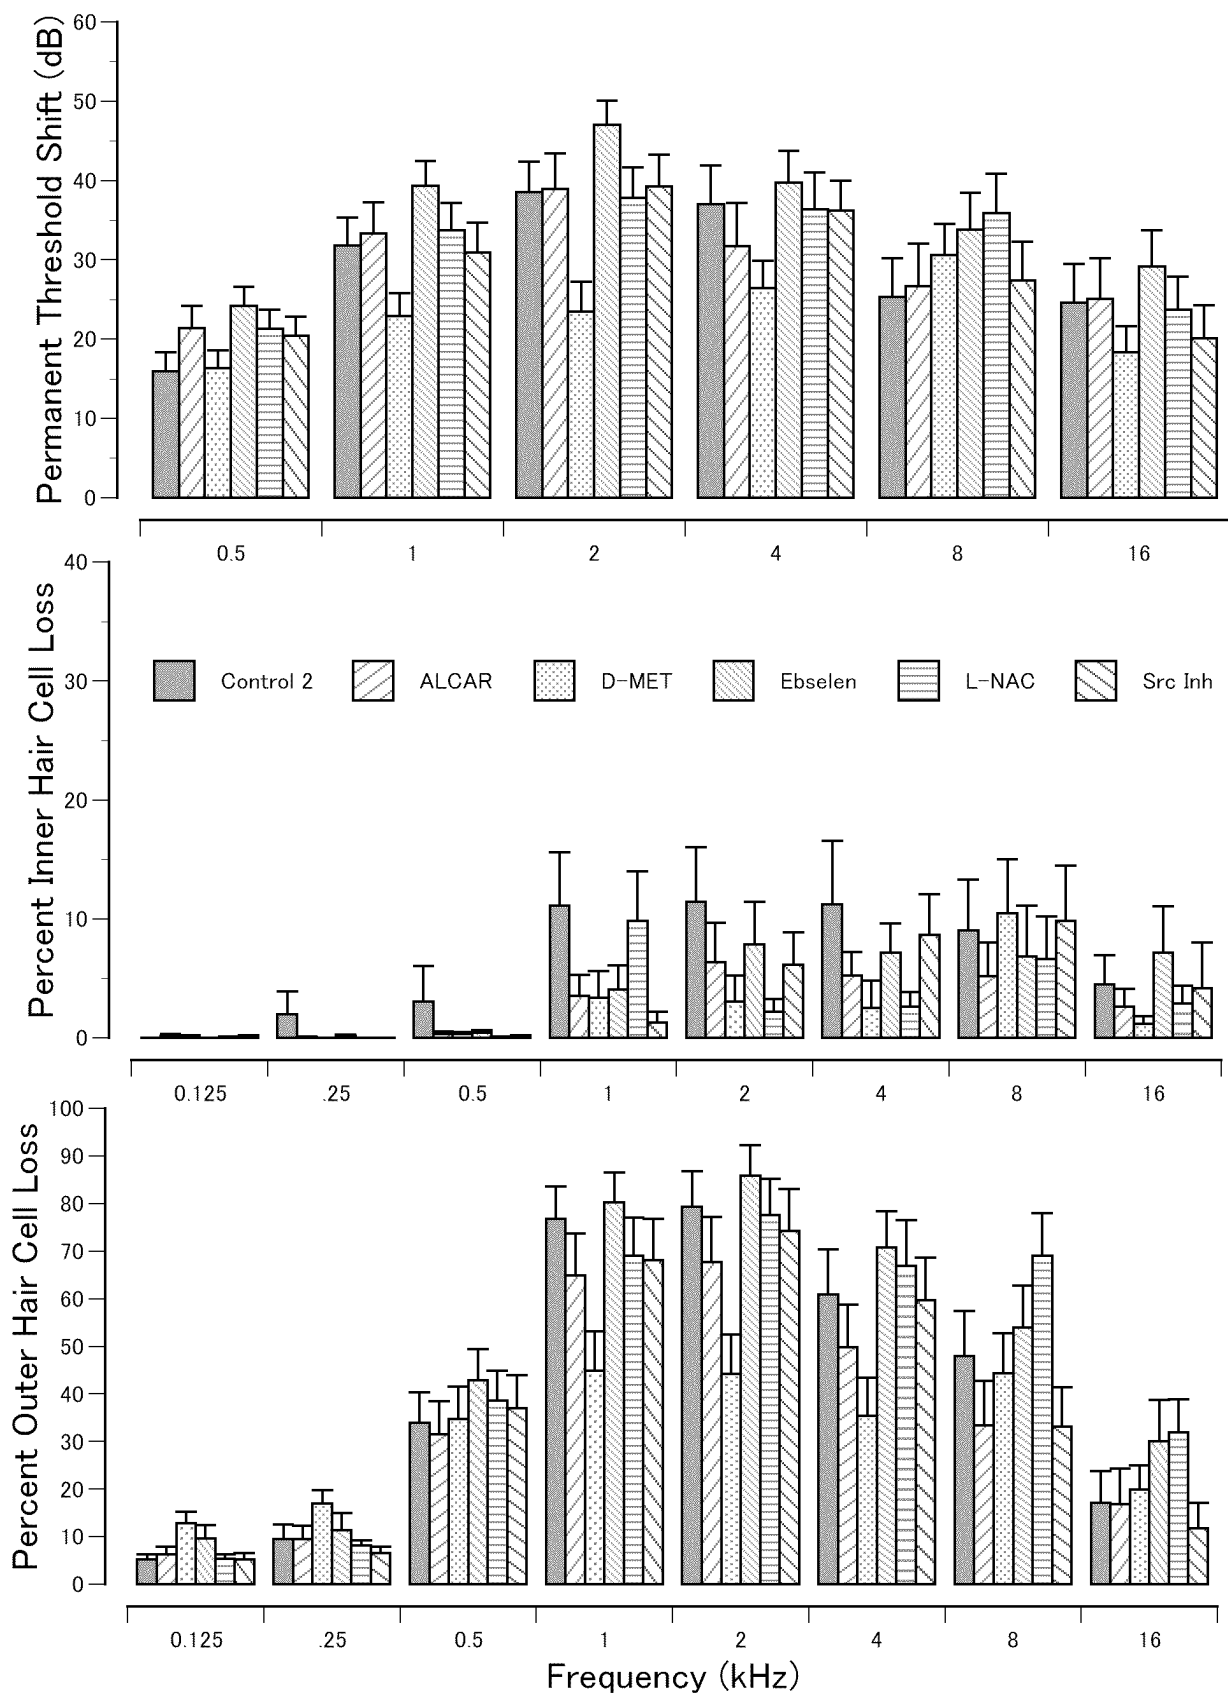 Permanent Threshold Shift (dB)
60
50
40
30
20
10
0
0.5 1 2 4 8 16
Percent Inner Hair Cell Loss
40
30
20
10
0
Control 2 ALCAR D-MET Ebselen L-NAC Src Inh
0.125 .25 0.5 1 2 4 8 16
Percent Outer Hair Cell Loss
100
90
80
70
60
50
40
30
20
10
0
0.125 .25 0.5 1 2 4 8 16
Frequency (kHz)